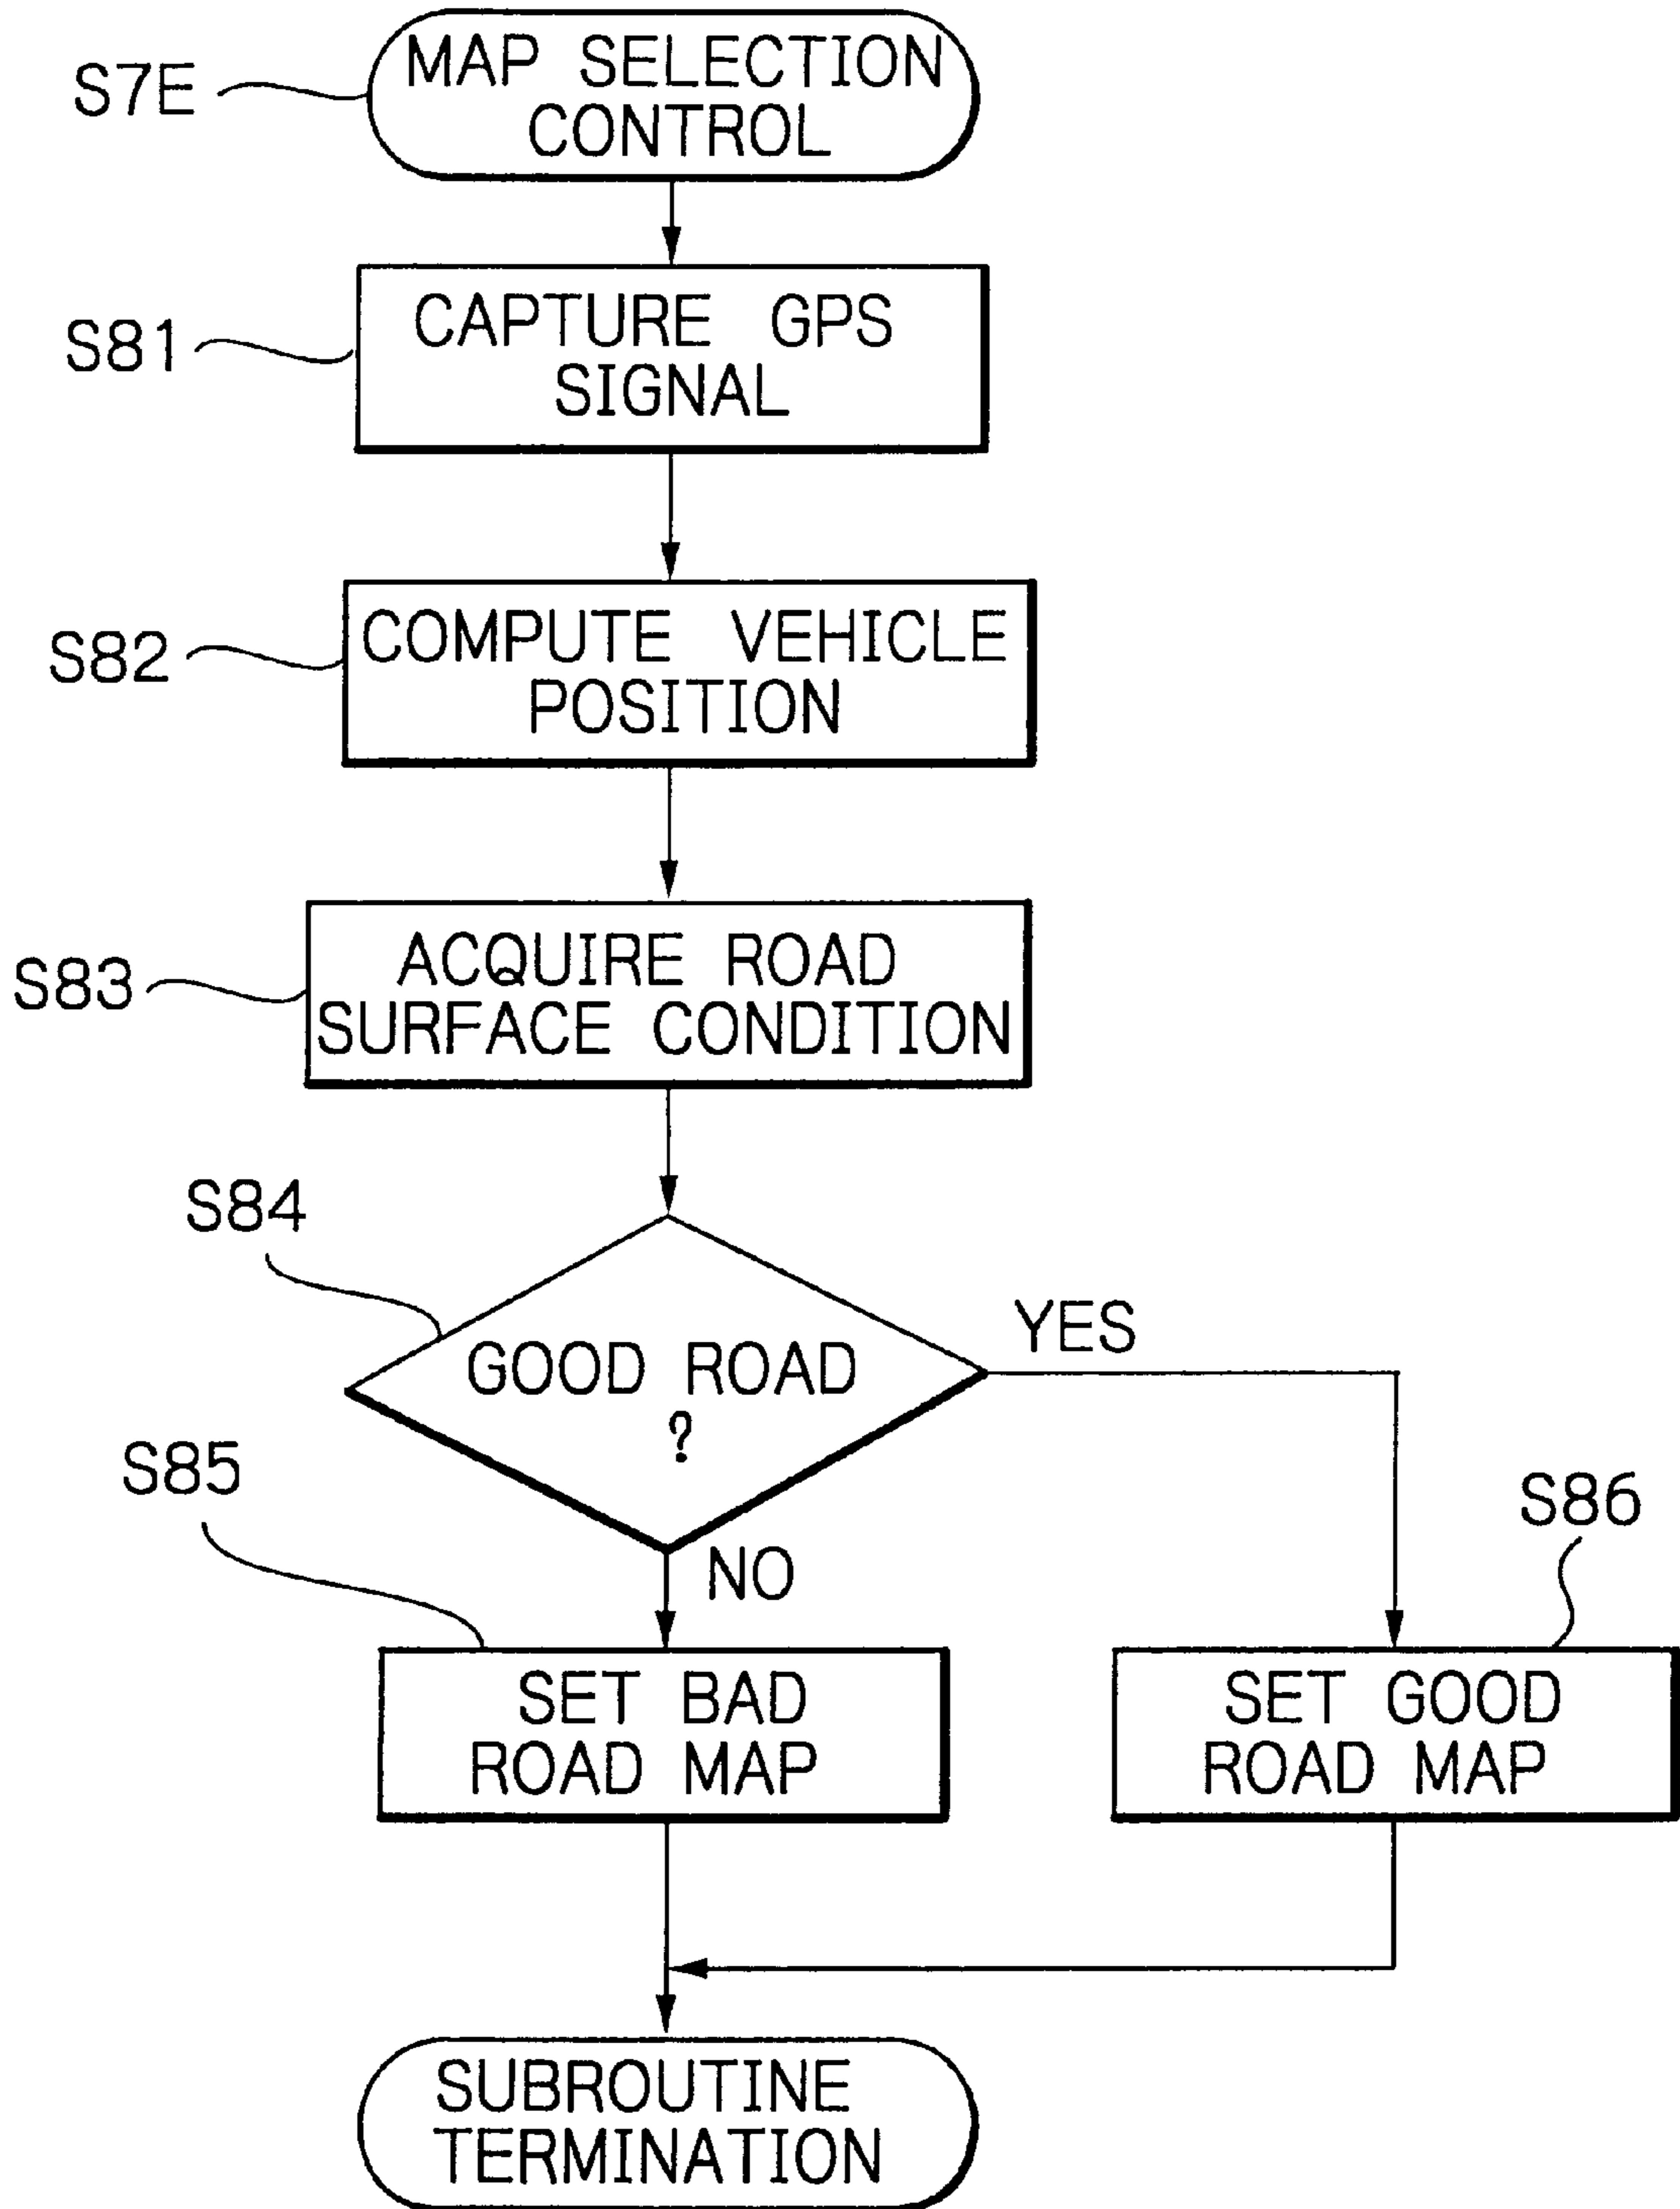 S7E
MAP SELECTION
CONTROL
S81
CAPTURE GPS
SIGNAL
S82
COMPUTE VEHICLE
POSITION
S83
ACQUIRE ROAD
SURFACE CONDITION
S84
GOOD ROAD
?
YES
NO
S85
SET BAD
ROAD MAP
S86
SET GOOD
ROAD MAP
SUBROUTINE
TERMINATION